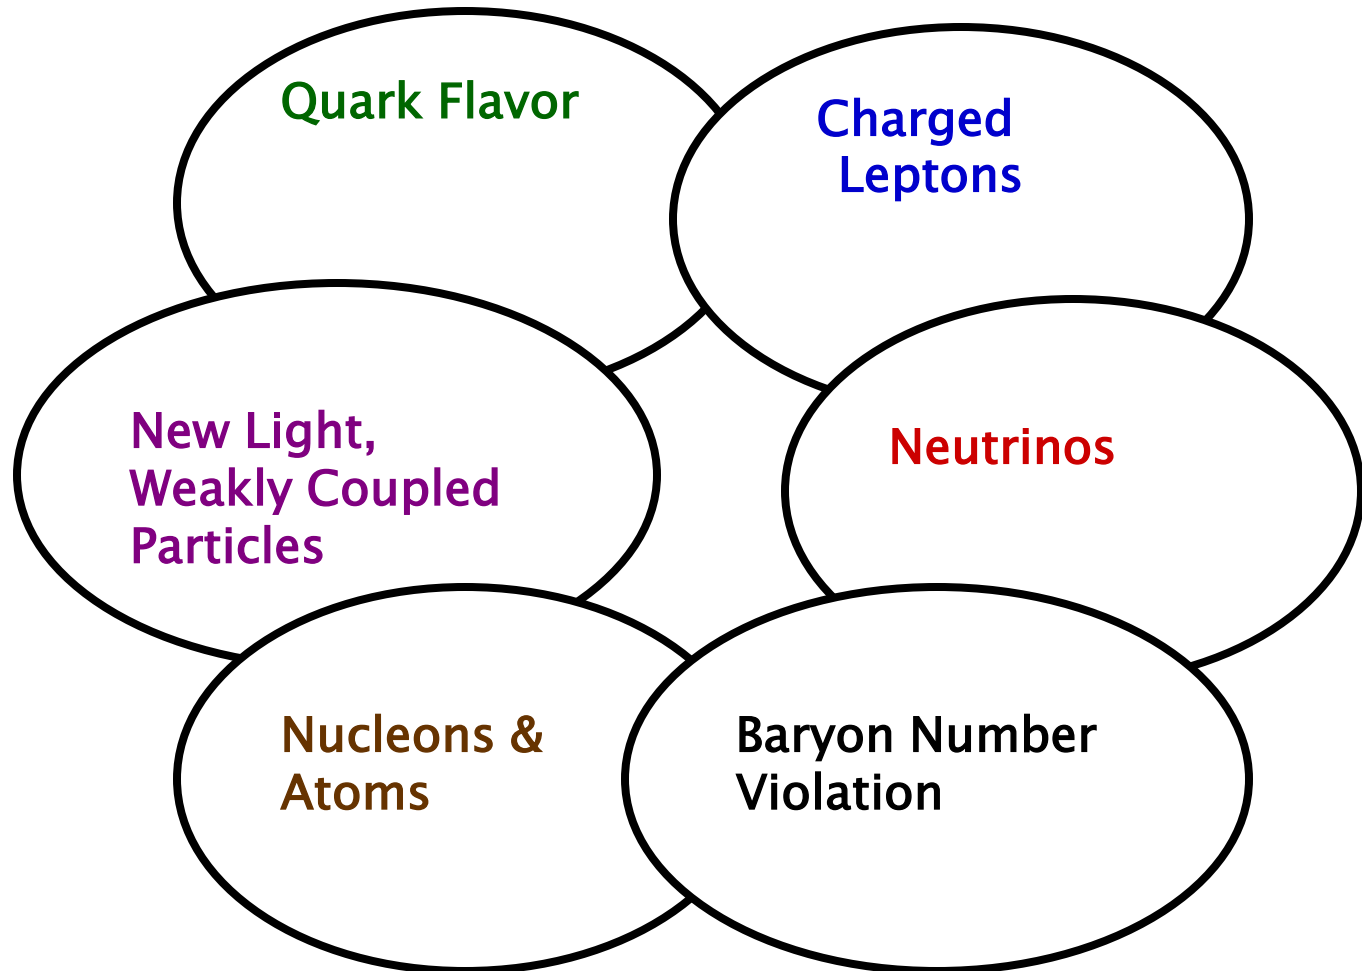 Quark Flavor
Charged
Leptons
New Light,
Weakly Coupled
Particles
Neutrinos
Nucleons &
Atoms
Baryon Number
Violation